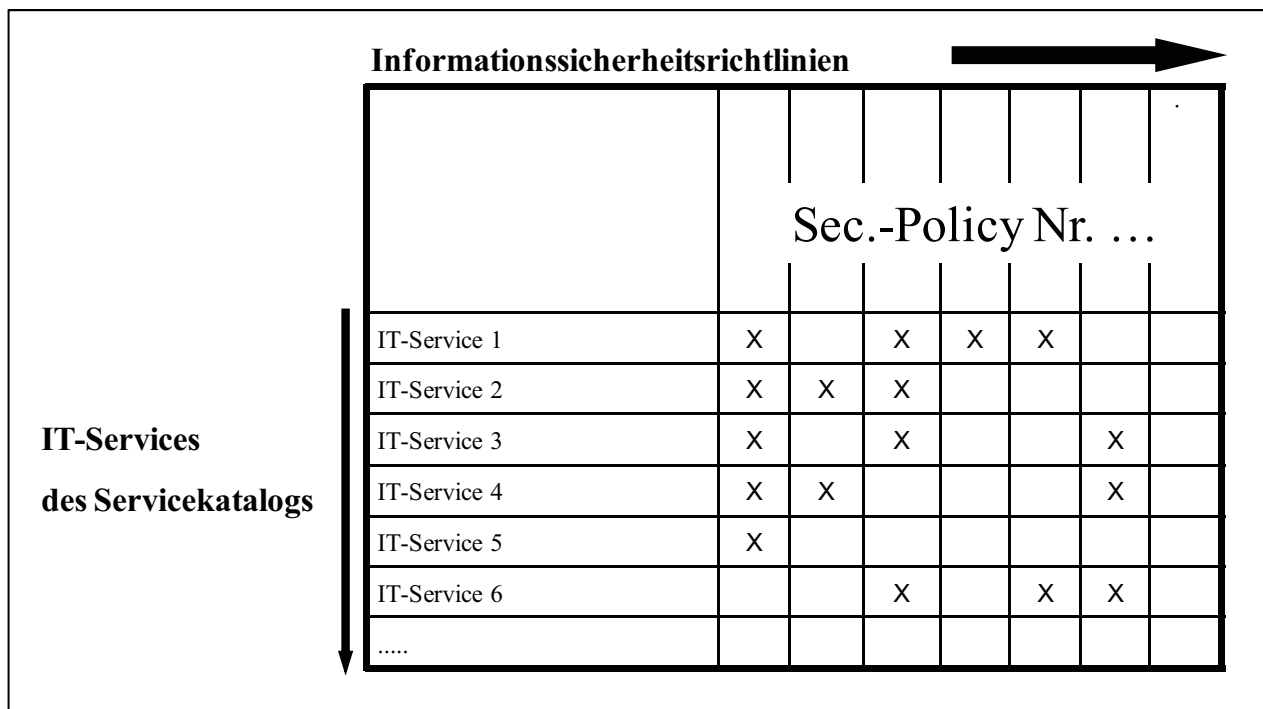 Informationssicherheitsrichtlinien
.
Sec.-Policy Nr. …
IT-Service 1 X X X X
IT-Service 2 X X X
IT-Services
des Servicekatalogs
IT-Service 3 X X X
IT-Service 4 X X X
IT-Service 5 X
IT-Service 6 X X X
.....